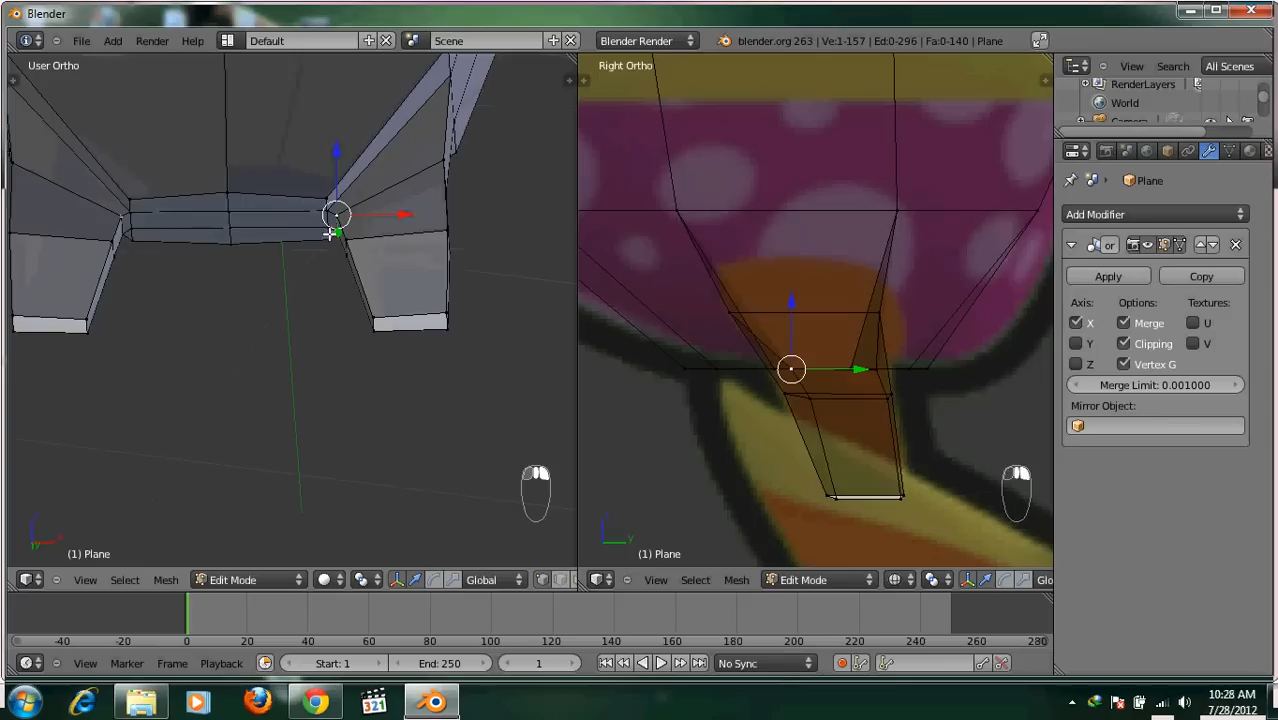 Blender
File Add Render Help Default Scene Blender Render blender.org 263 | Ve:1-157 | Ed:0-296 | Fa:0-140 | Plane
User Ortho
Right Ortho
View Search All Scenes
RenderLayers
World
Plane
Add Modifier
or
Apply Copy
Axis: Options: Textures:
X Merge U
Y Clipping V
Z Vertex G
Merge Limit: 0.001000
Mirror Object:
y x
z
y
(1) Plane
(1) Plane
View Select Mesh Edit Mode Global
View Select Mesh Edit Mode Glo
-40 -20 0 20 40 60 80 100 120 140 160 180 200 220 240 260 280
View Marker Frame Playback Start: 1 End: 250 1 No Sync
321
10:28 AM
7/28/2012